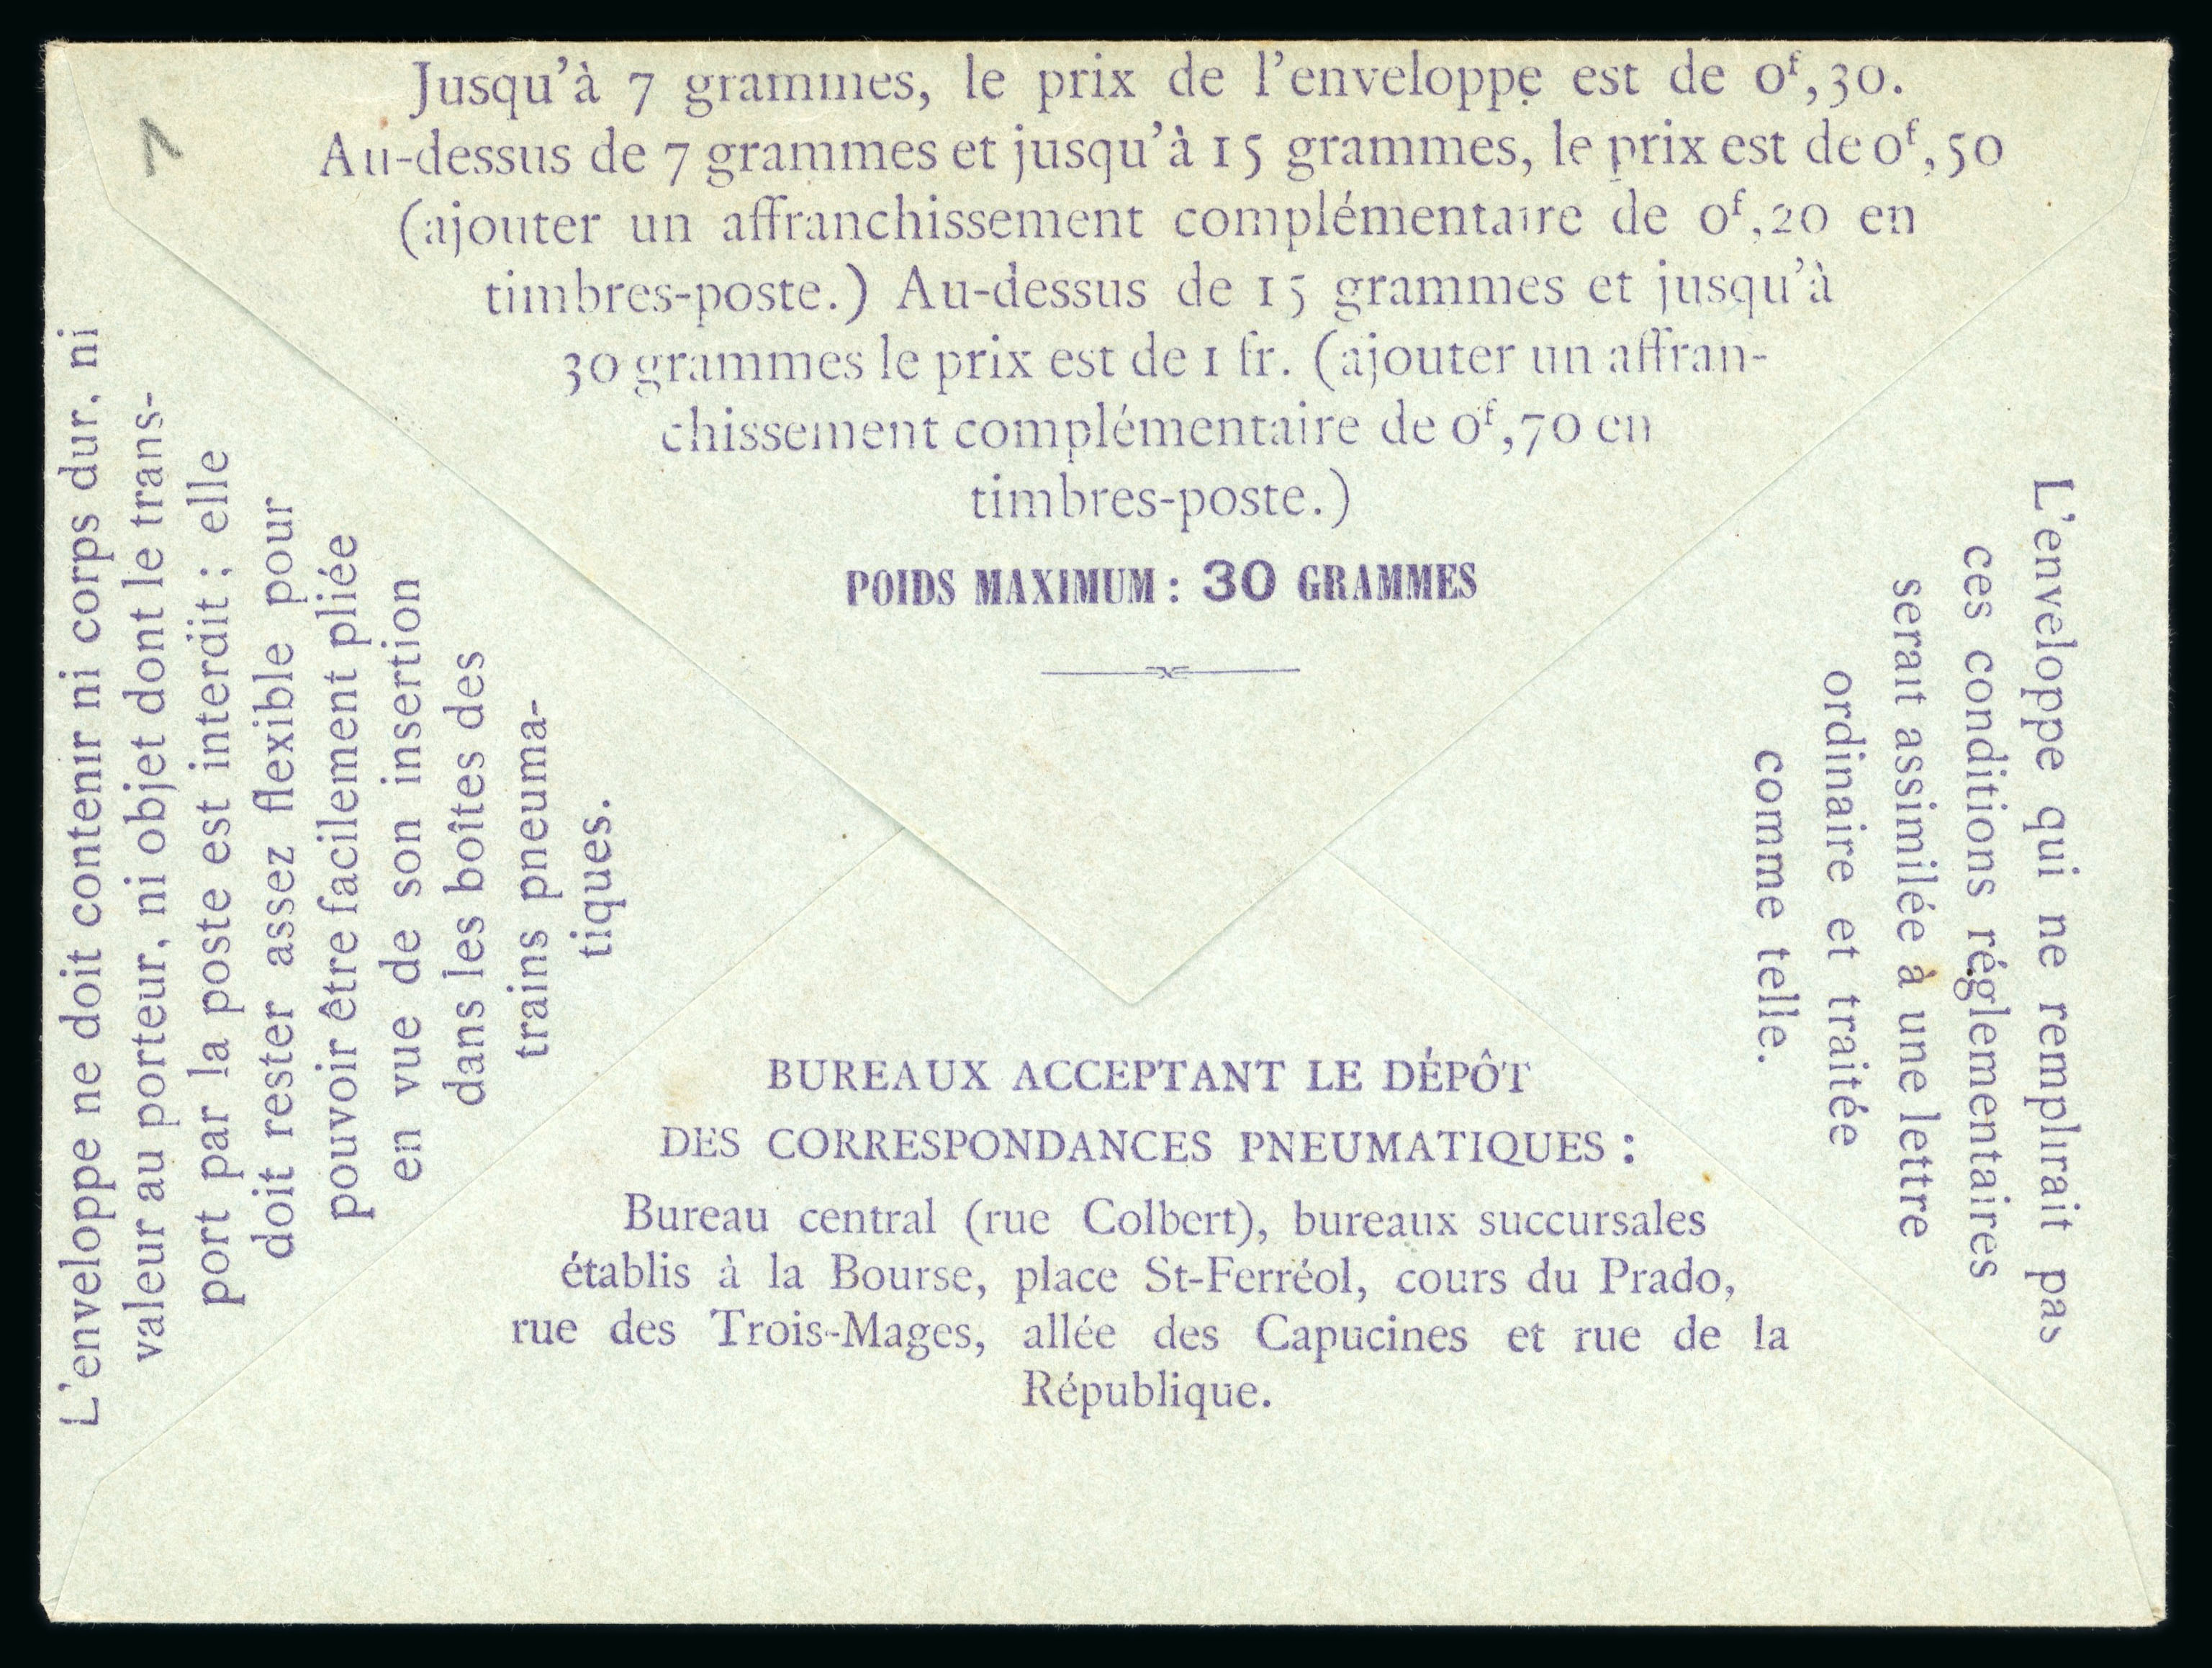 Jusqu'à 7 grammes, le prix de l'enveloppe est de 0f,30.
Au-dessus de 7 grammes et jusqu'à 15 grammes, le prix est de 0f,50
(ajouter un affranchissement complémentaire de 0f,20 en
timbres-poste.) Au-dessus de 15 grammes et jusqu'à
30 grammes le prix est de 1 fr. (ajouter un affran-
chissement complémentaire de 0f,70 en
timbres-poste.)
POIDS MAXIMUM : 30 GRAMMES
L'enveloppe ne doit contenir ni corps dur, ni
valeur au porteur, ni objet dont le trans-
port par la poste est interdit ; elle
doit rester assez flexible pour
pouvoir être facilement pliée
en vue de son insertion
dans les boîtes des
trains pneuma-
tiques.
L'enveloppe qui ne remplirait pas
ces conditions réglementaires
serait assimilée à une lettre
ordinaire et traitée
comme telle.
BUREAUX ACCEPTANT LE DÉPÔT
DES CORRESPONDANCES PNEUMATIQUES :
Bureau central (rue Colbert), bureaux succursales
établis à la Bourse, place St-Ferréol, cours du Prado,
rue des Trois-Mages, allée des Capucines et rue de la
République.